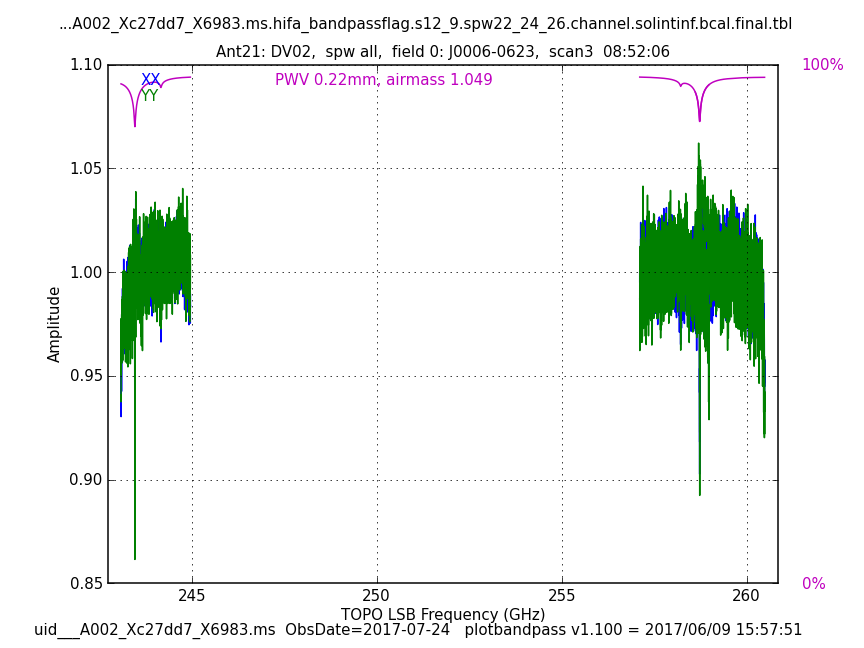 ...A002_Xc27dd7_X6983.ms.hifa_bandpassflag.s12_9.spw22_24_26.channel.solintinf.bcal.final.tbl
Ant21: DV02,  spw all,  field 0: J0006-0623,  scan3  08:52:06
1.10
XX
PWV 0.22mm, airmass 1.049
100%
YY
1.05
1.00
Amplitude
0.95
0.90
0.85
0%
245
250
255
260
TOPO LSB Frequency (GHz)
uid___A002_Xc27dd7_X6983.ms  ObsDate=2017-07-24   plotbandpass v1.100 = 2017/06/09 15:57:51